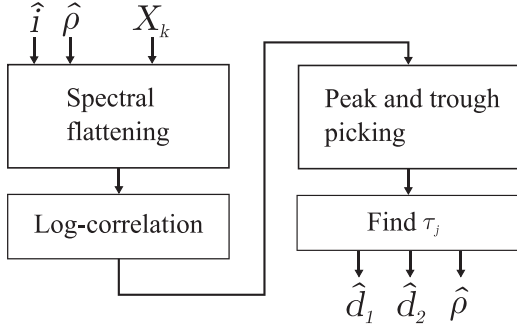 î ρ̂ X_k
Spectral
flattening
Log-correlation
Peak and trough
picking
Find τ_j
d̂_1 d̂_2 ρ̂